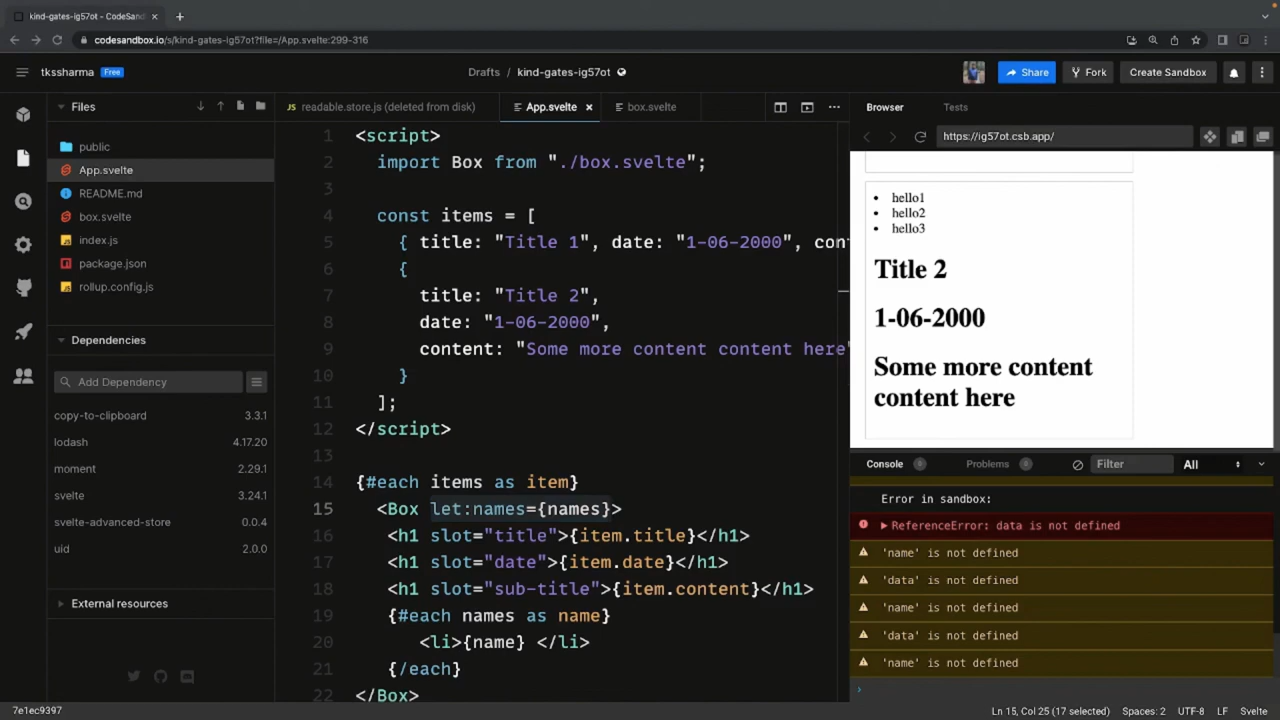 kind-gates-ig57ot - CodeSandb
codesandbox.io/s/kind-gates-ig57ot?file=/App.svelte:299-316
tkssharma Free
Drafts / kind-gates-ig57ot
Share
Fork
Create Sandbox
Files
public
App.svelte
README.md
box.svelte
index.js
package.json
rollup.config.js
Dependencies
Add Dependency
copy-to-clipboard 3.3.1
lodash 4.17.20
moment 2.29.1
svelte 3.24.1
svelte-advanced-store 0.0.4
uid 2.0.0
External resources
7e1ec9397
readable.store.js (deleted from disk)
App.svelte
box.svelte
1 <script>
2 import Box from "./box.svelte";
3
4 const items = [
5 { title: "Title 1", date: "1-06-2000", cont
6 {
7 title: "Title 2",
8 date: "1-06-2000",
9 content: "Some more content content here"
10 }
11 ];
12 </script>
13
14 {#each items as item}
15 <Box let:names={names}>
16 <h1 slot="title">{item.title}</h1>
17 <h1 slot="date">{item.date}</h1>
18 <h1 slot="sub-title">{item.content}</h1>
19 {#each names as name}
20 <li>{name} </li>
21 {/each}
22 </Box>
Browser
Tests
https://ig57ot.csb.app/
• hello1
• hello2
• hello3
Title 2
1-06-2000
Some more content
content here
Console 0
Problems 0
Filter
All
Error in sandbox:
ReferenceError: data is not defined
'name' is not defined
'data' is not defined
'name' is not defined
'data' is not defined
'name' is not defined
Ln 15, Col 25 (17 selected) Spaces: 2 UTF-8 LF Svelte